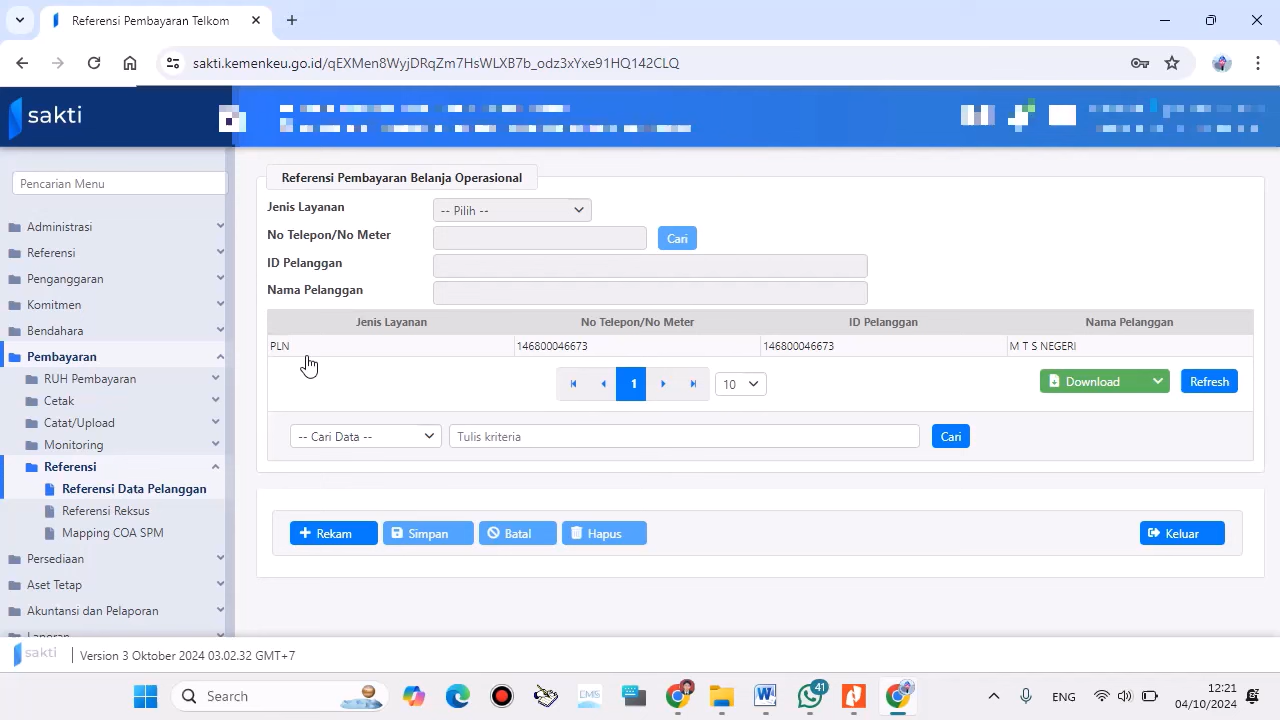 Referensi Pembayaran Telkom
sakti.kemenkeu.go.id/qEXMen8WyjDRqZm7HsWLXB7b_odz3xYxe91HQ142CLQ
sakti
Pencarian Menu
Administrasi
Referensi
Penganggaran
Komitmen
Bendahara
Pembayaran
RUH Pembayaran
Cetak
Catat/Upload
Monitoring
Referensi
Referensi Data Pelanggan
Referensi Reksus
Mapping COA SPM
Persediaan
Aset Tetap
Akuntansi dan Pelaporan
Laporan
Referensi Pembayaran Belanja Operasional
Jenis Layanan -- Pilih --
No Telepon/No Meter Cari
ID Pelanggan
Nama Pelanggan
Jenis Layanan No Telepon/No Meter ID Pelanggan Nama Pelanggan
PLN 146800046673 146800046673 M T S NEGERI
1 10 Download Refresh
-- Cari Data -- Tulis kriteria Cari
Rekam Simpan Batal Hapus Keluar
sakti Version 3 Oktober 2024 03.02.32 GMT+7
Search CMS 41 ENG 12:21
04/10/2024